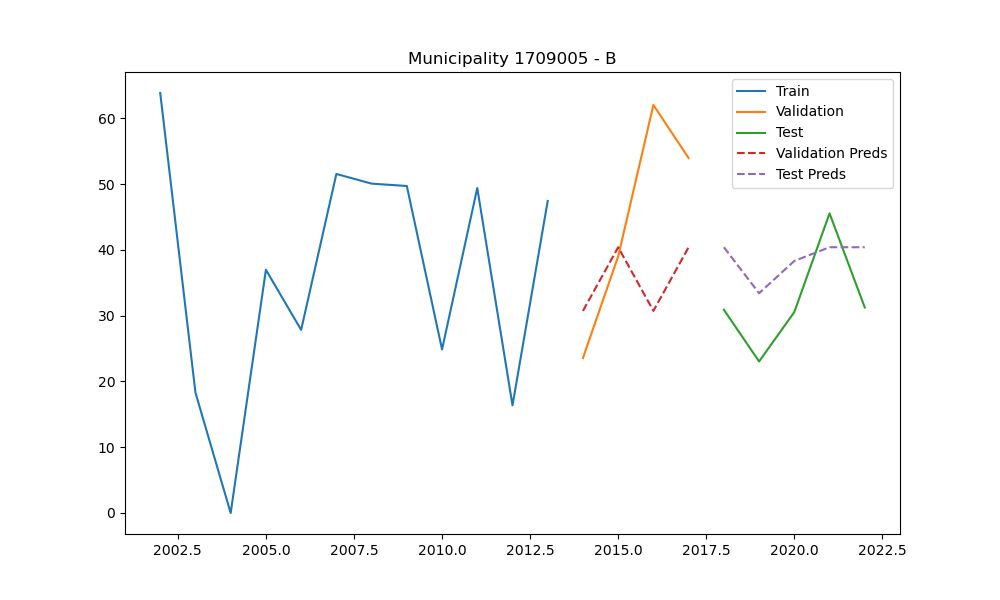 Municipality 1709005 - B
Train
Validation
Test
Validation Preds
Test Preds
60
50
40
30
20
10
0
2002.5 2005.0 2007.5 2010.0 2012.5 2015.0 2017.5 2020.0 2022.5